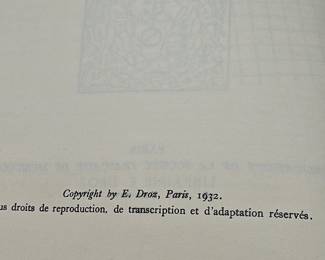 Copyright by E. Droz, Paris, 1932.
us droits de reproduction, de transcription et d'adaptation réservés.